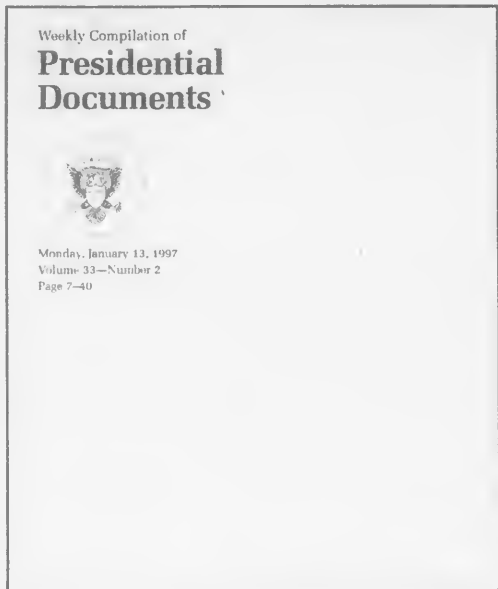 Weekly Compilation of
Presidential
Documents
Monday, January 13, 1997
Volume 33—Number 2
Page 7–40